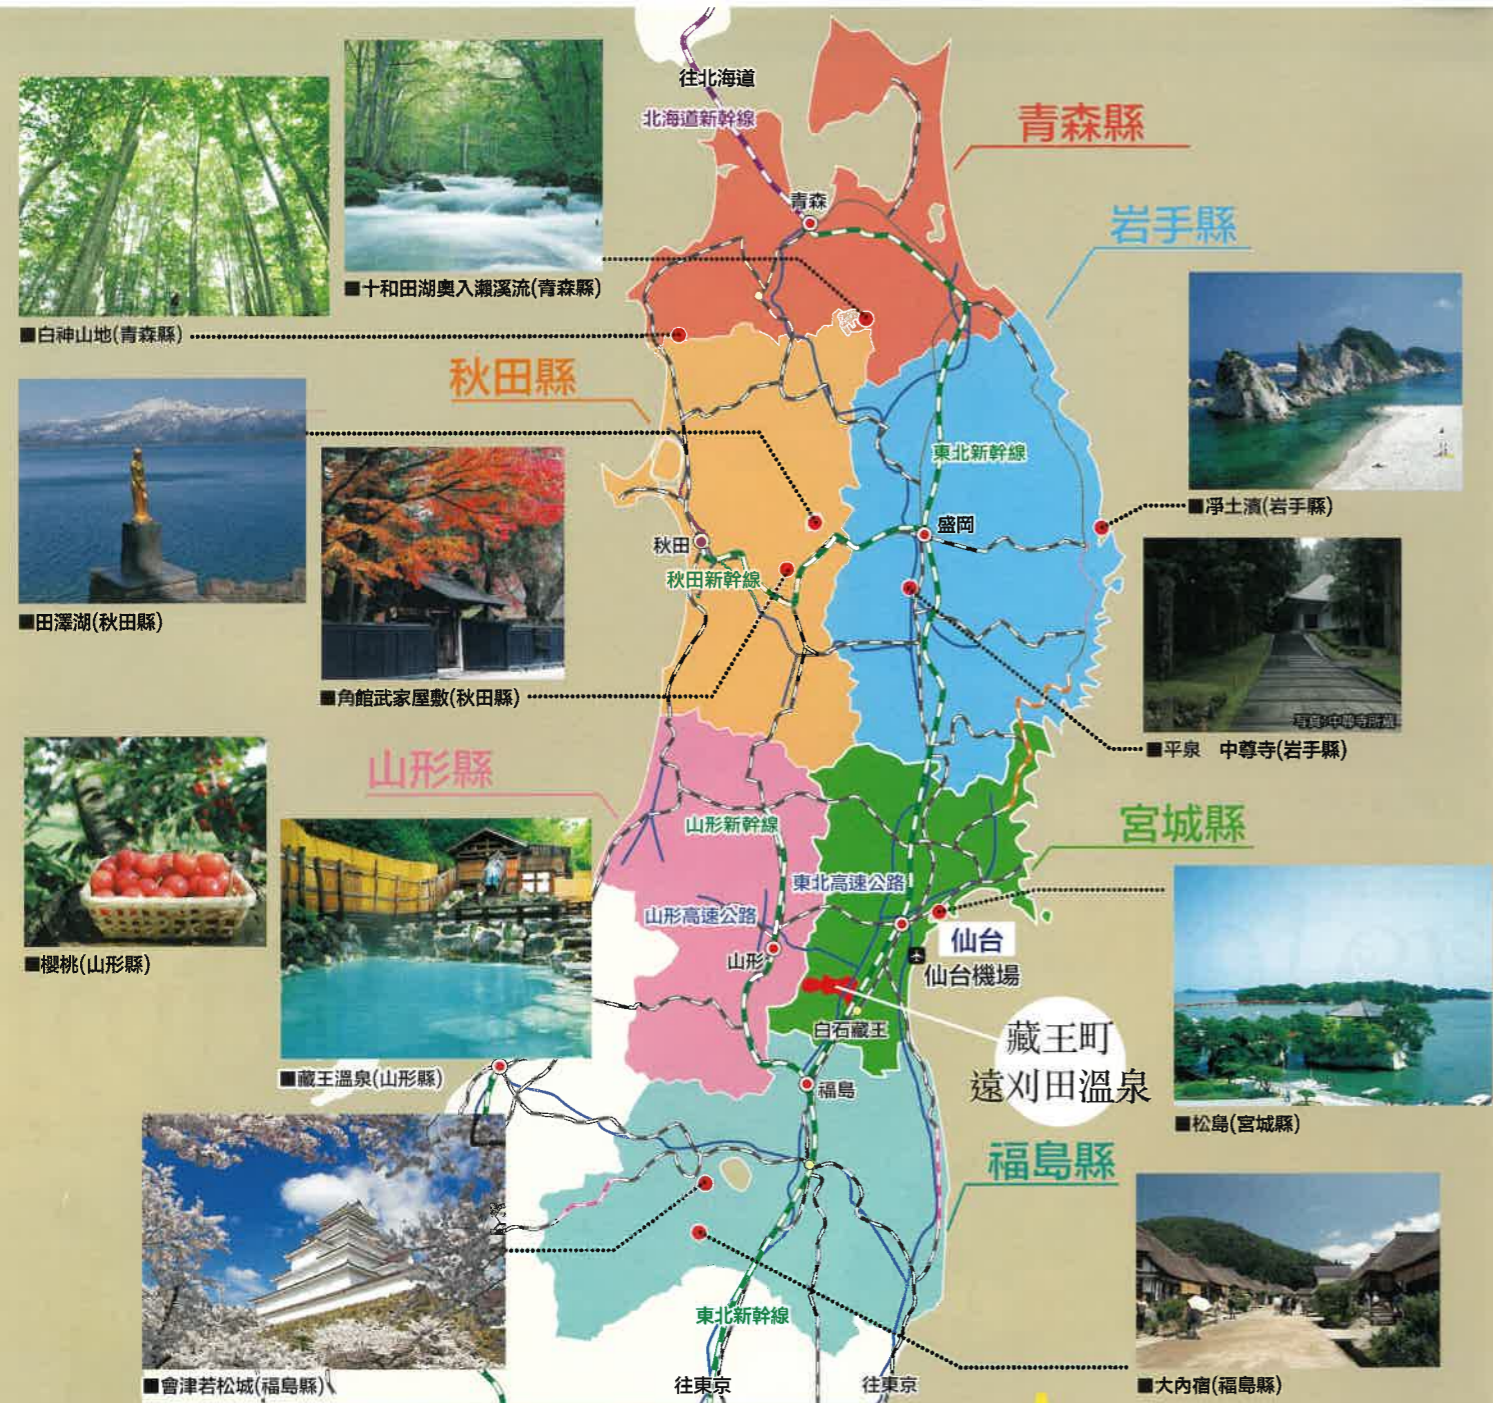 往北海道
北海道新幹線
青森縣
青森
岩手縣
■十和田湖奧入瀨溪流(青森縣)
■白神山地(青森縣)
秋田縣
東北新幹線
■凈土濱(岩手縣)
盛岡
秋田
秋田新幹線
■田澤湖(秋田縣)
■角館武家屋敷(秋田縣)
写真:中尊寺所蔵
■平泉　中尊寺(岩手縣)
山形縣
宮城縣
山形新幹線
東北高速公路
山形高速公路
仙台
仙台機場
山形
■櫻桃(山形縣)
白石藏王
藏王町
遠刈田溫泉
■藏王溫泉(山形縣)
福島
■松島(宮城縣)
福島縣
東北新幹線
往東京
往東京
■會津若松城(福島縣)
■大內宿(福島縣)